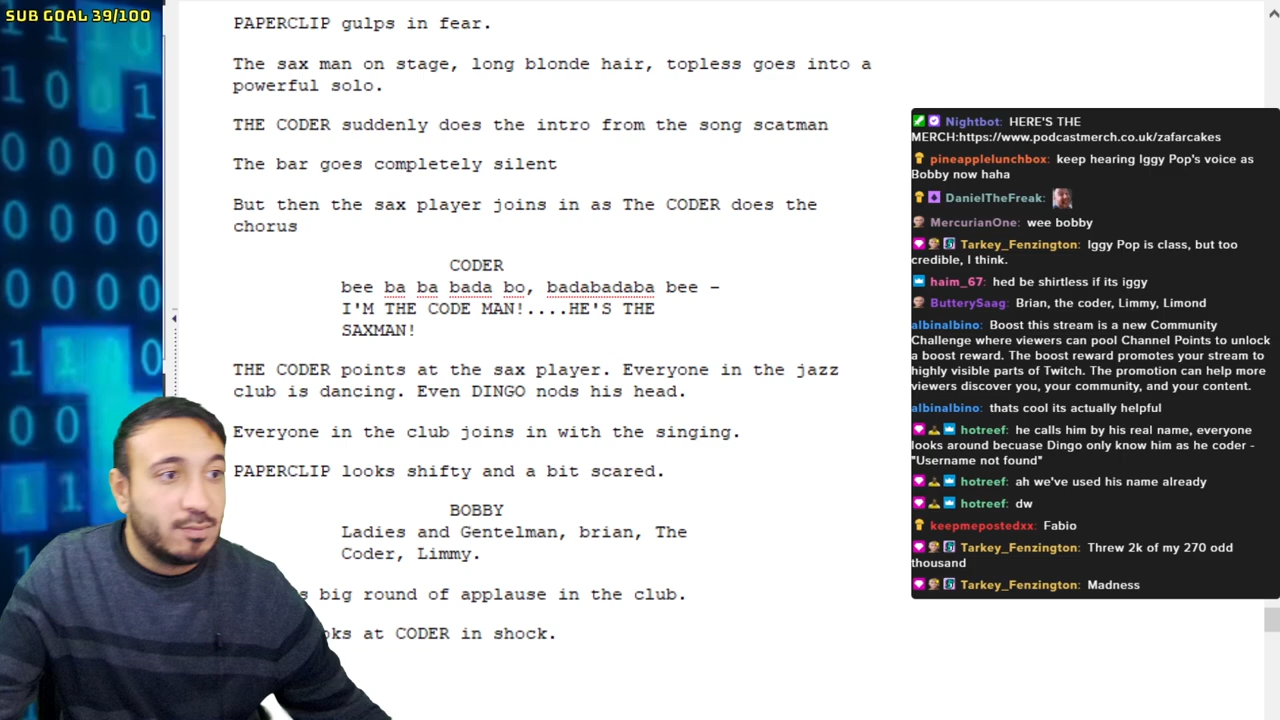 SUB GOAL 39/100
PAPERCLIP gulps in fear.
The sax man on stage, long blonde hair, topless goes into a
powerful solo.
THE CODER suddenly does the intro from the song scatman
The bar goes completely silent
But then the sax player joins in as The CODER does the
chorus
CODER
bee ba ba bada bo, badabadaba bee –
I'M THE CODE MAN!....HE'S THE
SAXMAN!
THE CODER points at the sax player. Everyone in the jazz
club is dancing. Even DINGO nods his head.
Everyone in the club joins in with the singing.
PAPERCLIP looks shifty and a bit scared.
BOBBY
Ladies and Gentelman, brian, The
Coder, Limmy.
big round of applause in the club.
at CODER in shock.
Nightbot: HERE'S THE
MERCH:https://www.podcastmerch.co.uk/zafarcakes
pineapplelunchbox: keep hearing Iggy Pop's voice as
Bobby now haha
DanielTheFreak:
MercurianOne: wee bobby
Tarkey_Fenzington: Iggy Pop is class, but too
credible, I think.
haim_67: hed be shirtless if its iggy
ButterySaag: Brian, the coder, Limmy, Limond
albinalbino: Boost this stream is a new Community
Challenge where viewers can pool Channel Points to unlock
a boost reward. The boost reward promotes your stream to
highly visible parts of Twitch. The promotion can help more
viewers discover you, your community, and your content.
albinalbino: thats cool its actually helpful
hotreef: he calls him by his real name, everyone
looks around becuase Dingo only know him as he coder -
"Username not found"
hotreef: ah we've used his name already
hotreef: dw
keepmepostedxx: Fabio
Tarkey_Fenzington: Threw 2k of my 270 odd
thousand
Tarkey_Fenzington: Madness